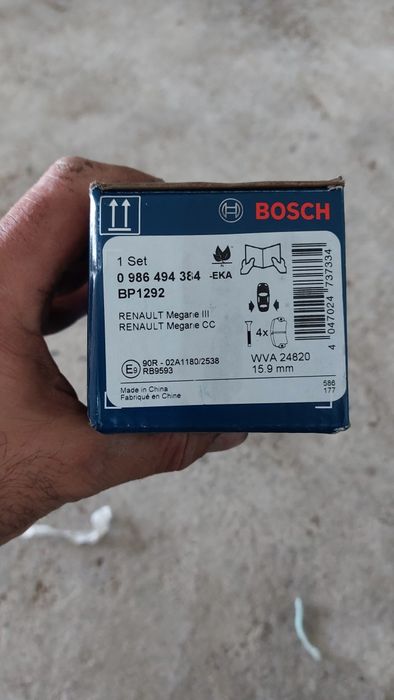 BOSCH
1 Set
0 986 494 384 -EKA
BP1292
RENAULT Megane III
RENAULT Megane CC
4x
E9 90R - 02A1180/2538
RB9593
WVA 24820
15.9 mm
Made in China
Fabriqué en Chine
586
177
4 047024 737334